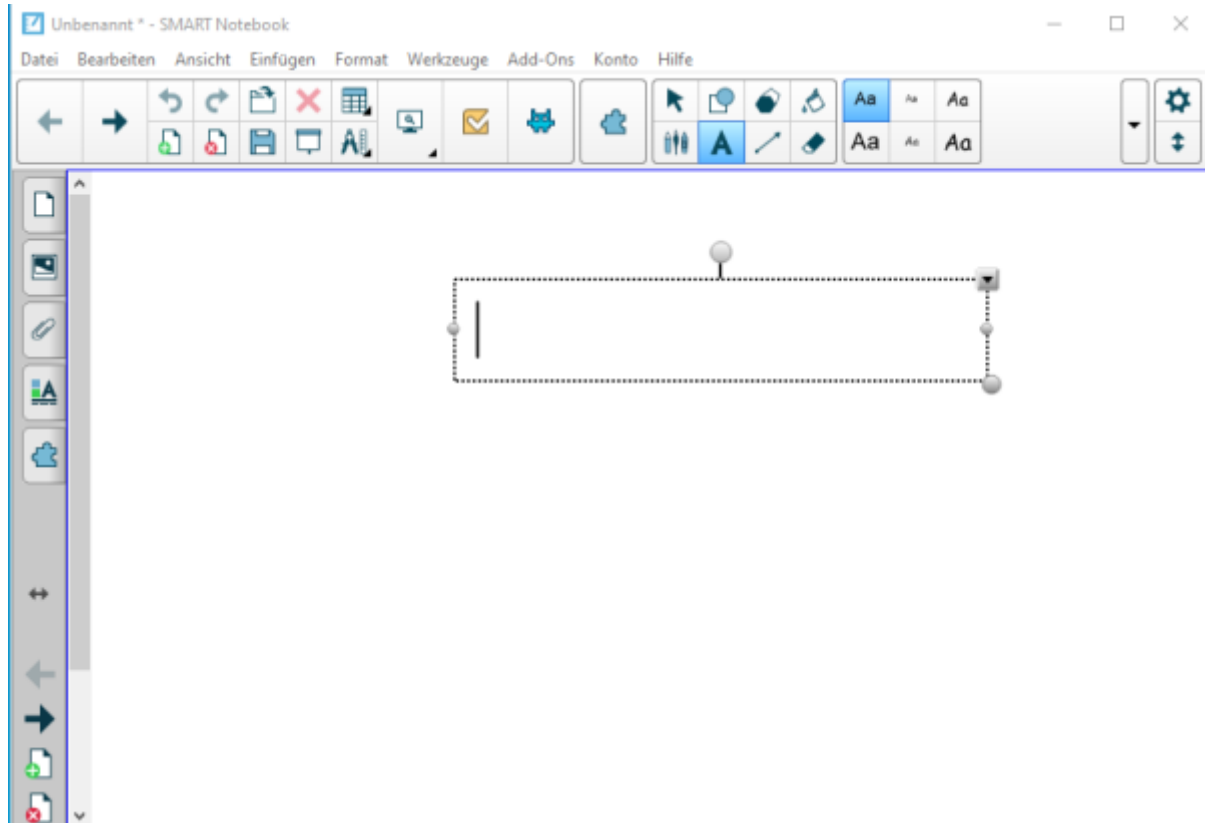 Unbenannt * - SMART Notebook
Datei Bearbeiten Ansicht Einfügen Format Werkzeuge Add-Ons Konto Hilfe
Aa Aa Aa
A Aa Aa Aa
A